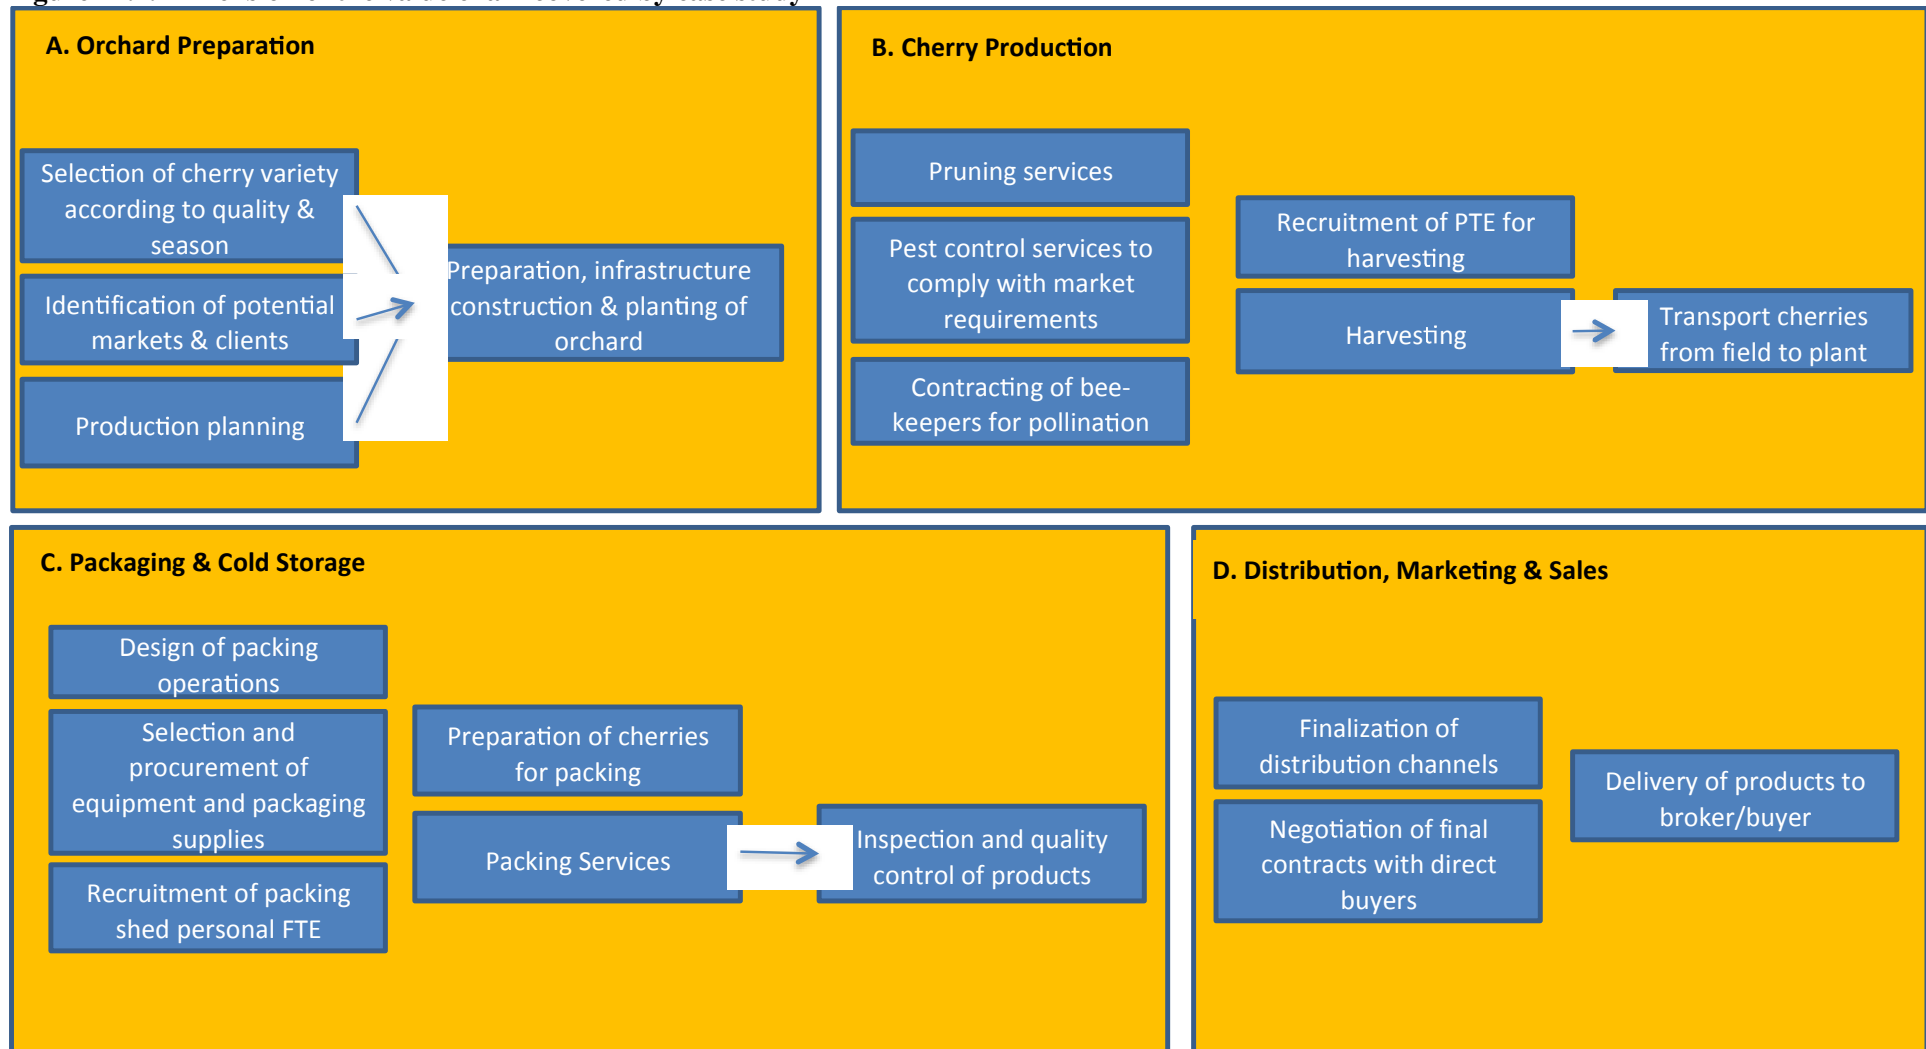 A. Orchard Preparation
Selection of cherry variety
according to quality &
season
Identification of potential
markets & clients
Production planning
Preparation, infrastructure
construction & planting of
orchard
B. Cherry Production
Pruning services
Pest control services to
comply with market
requirements
Contracting of bee-
keepers for pollination
Recruitment of PTE for
harvesting
Harvesting
Transport cherries
from field to plant
C. Packaging & Cold Storage
Design of packing
operations
Selection and
procurement of
equipment and packaging
supplies
Recruitment of packing
shed personal FTE
Preparation of cherries
for packing
Packing Services
Inspection and quality
control of products
D. Distribution, Marketing & Sales
Finalization of
distribution channels
Negotiation of final
contracts with direct
buyers
Delivery of products to
broker/buyer